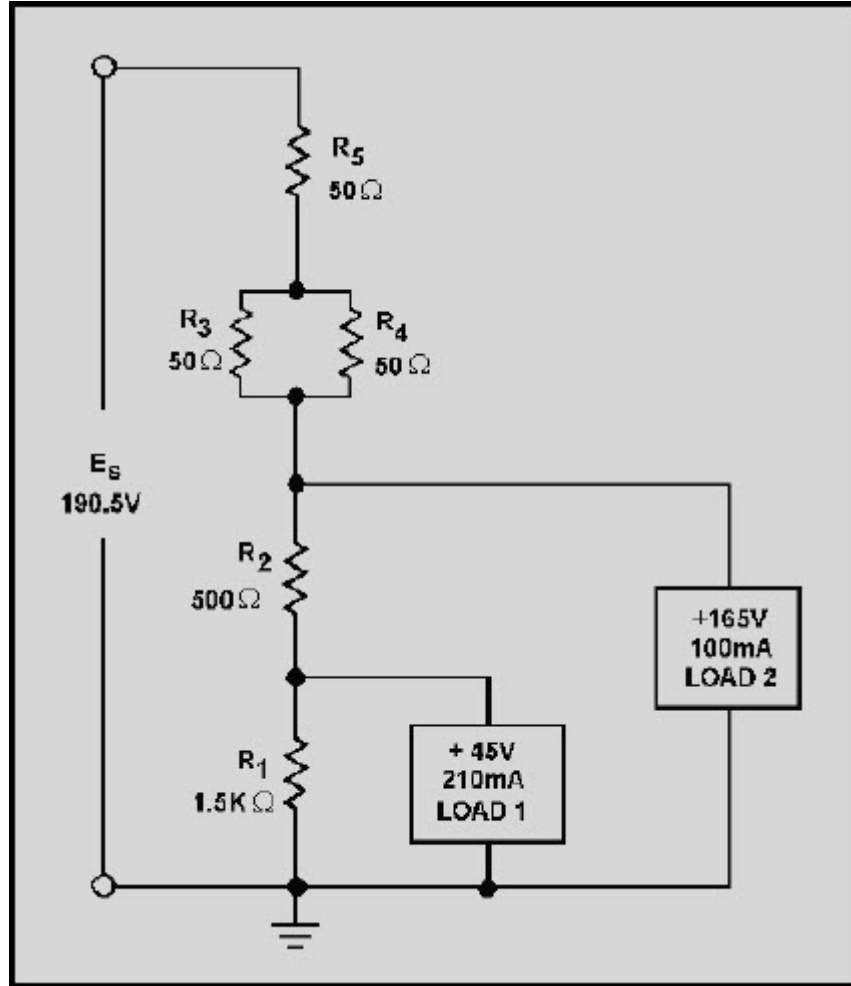 R5
50Ω
R3
50Ω
R4
50Ω
ES
190.5V
R2
500Ω
+165V
100mA
LOAD 2
R1
1.5KΩ
+ 45V
210mA
LOAD 1